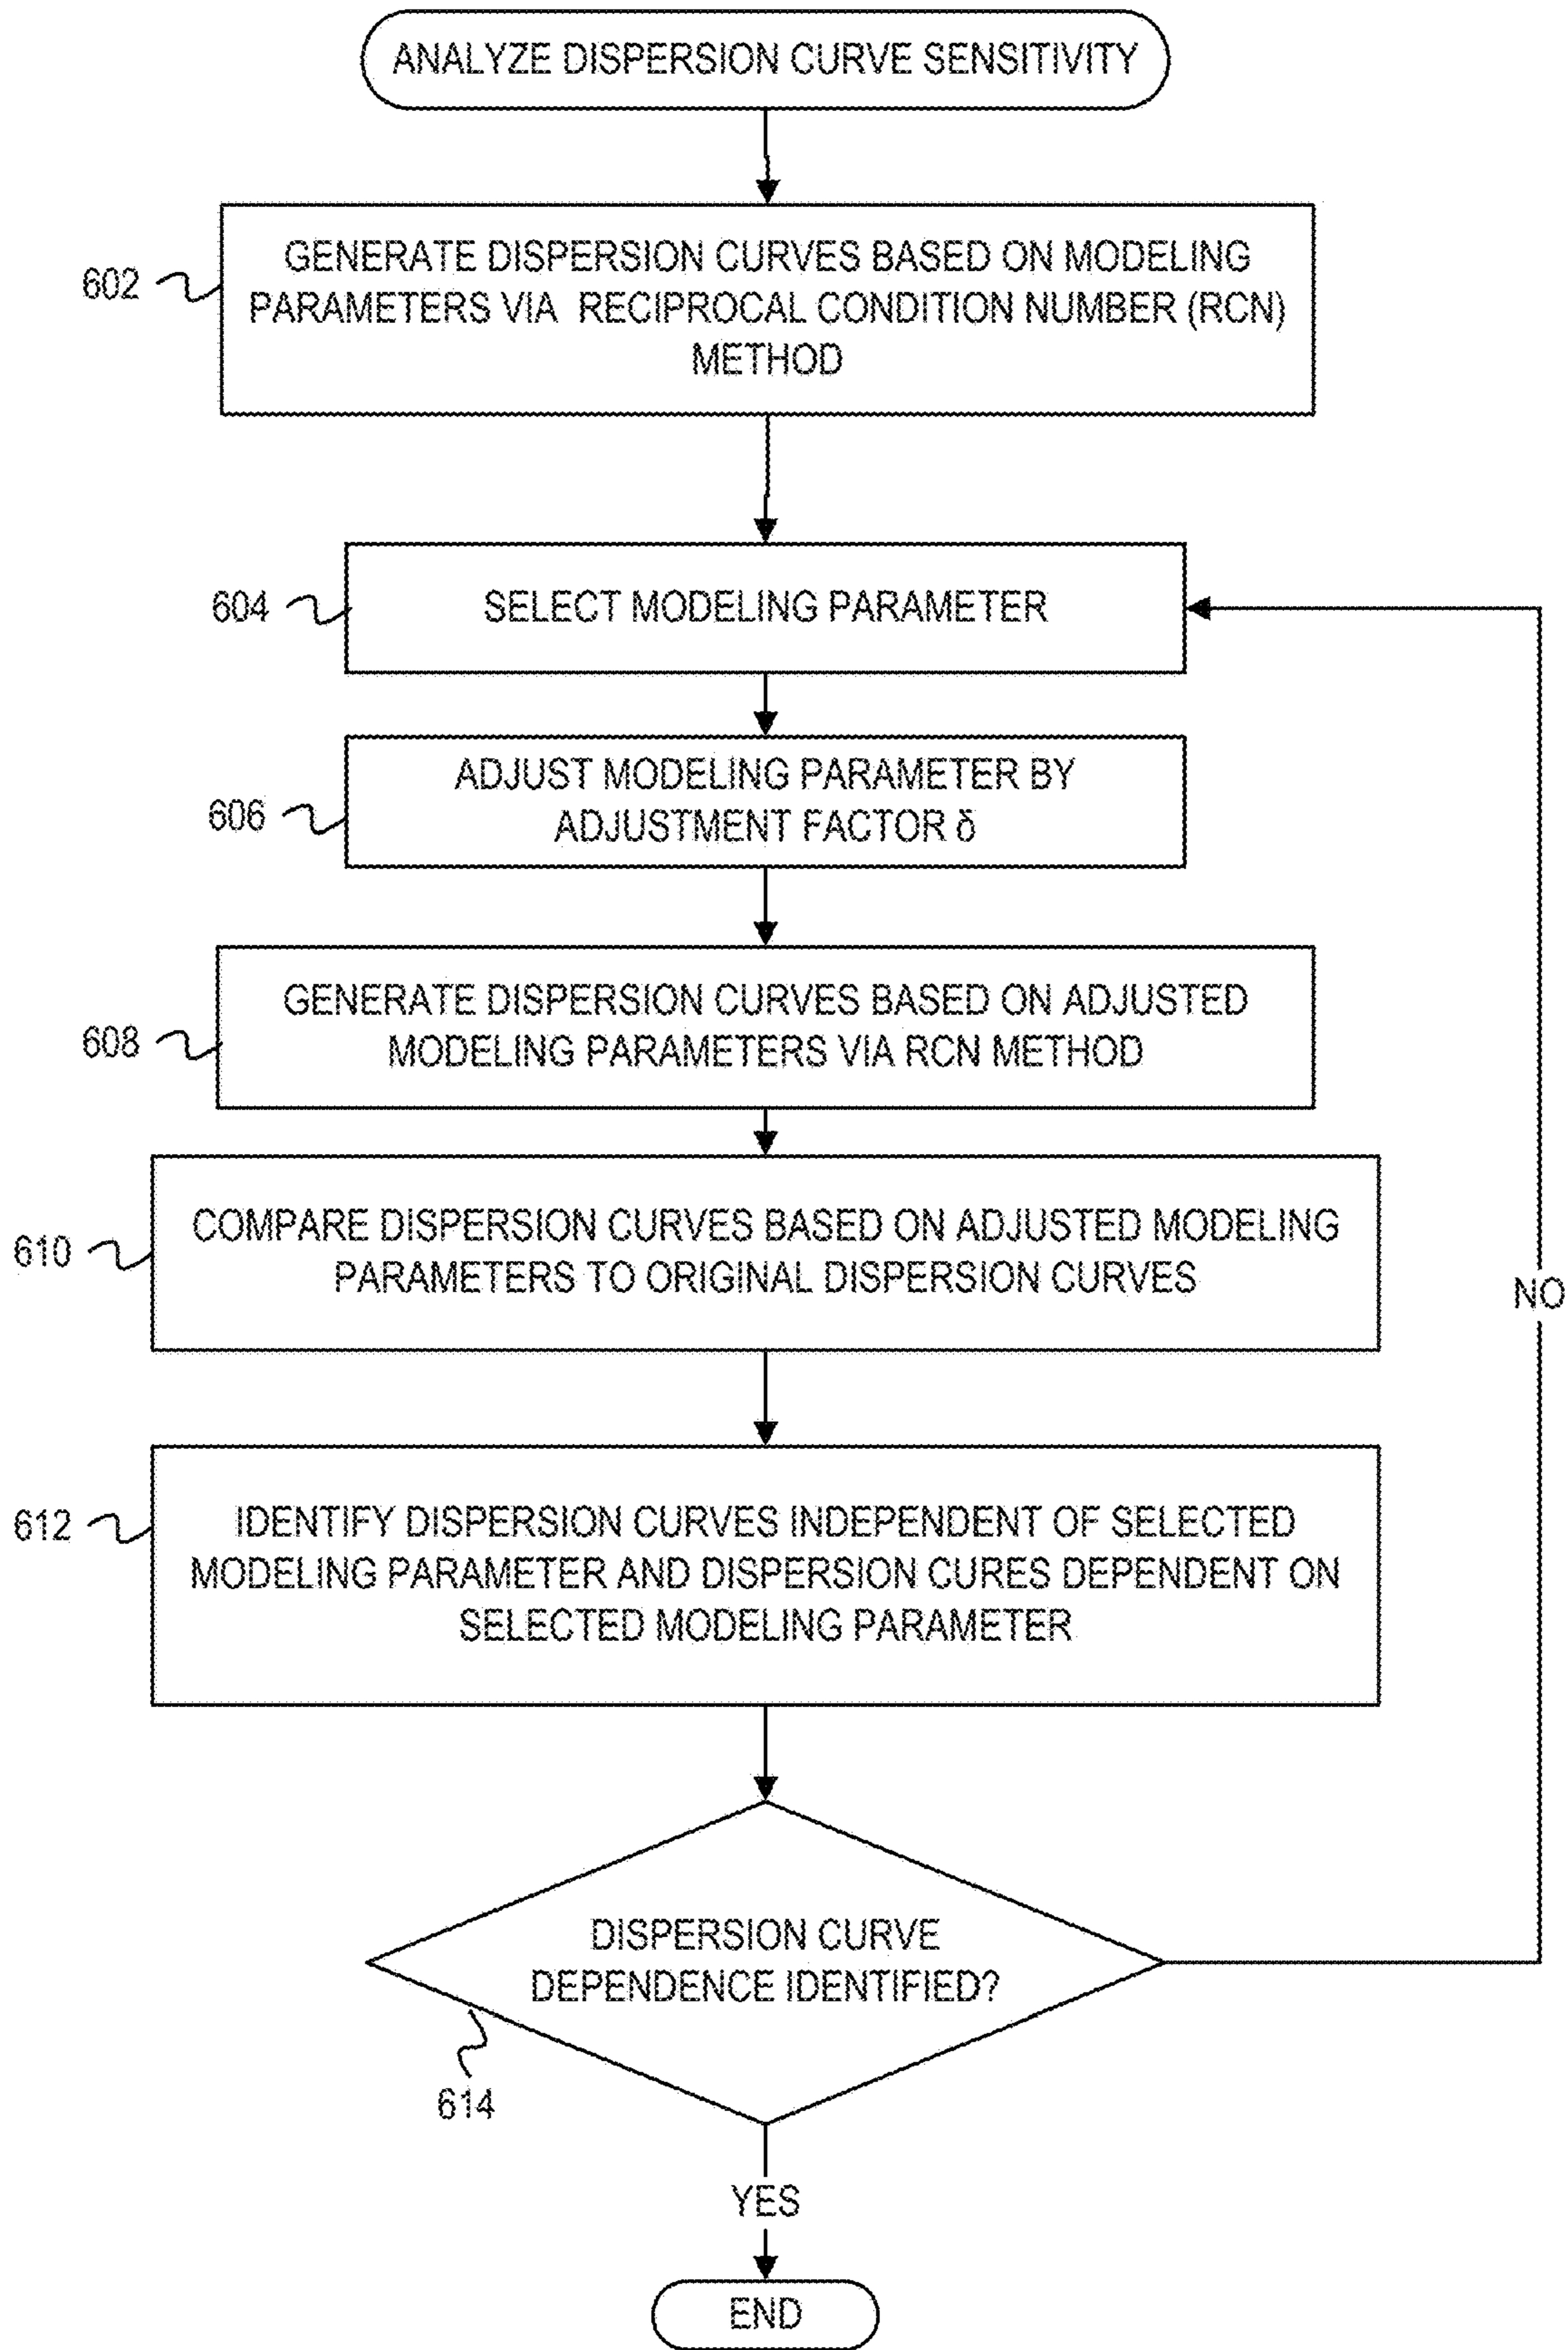 ANALYZE DISPERSION CURVE SENSITIVITY
602
GENERATE DISPERSION CURVES BASED ON MODELING
PARAMETERS VIA RECIPROCAL CONDITION NUMBER (RCN)
METHOD
604
SELECT MODELING PARAMETER
606
ADJUST MODELING PARAMETER BY
ADJUSTMENT FACTOR δ
608
GENERATE DISPERSION CURVES BASED ON ADJUSTED
MODELING PARAMETERS VIA RCN METHOD
610
COMPARE DISPERSION CURVES BASED ON ADJUSTED MODELING
PARAMETERS TO ORIGINAL DISPERSION CURVES
NO
612
IDENTIFY DISPERSION CURVES INDEPENDENT OF SELECTED
MODELING PARAMETER AND DISPERSION CURES DEPENDENT ON
SELECTED MODELING PARAMETER
DISPERSION CURVE
DEPENDENCE IDENTIFIED?
614
YES
END